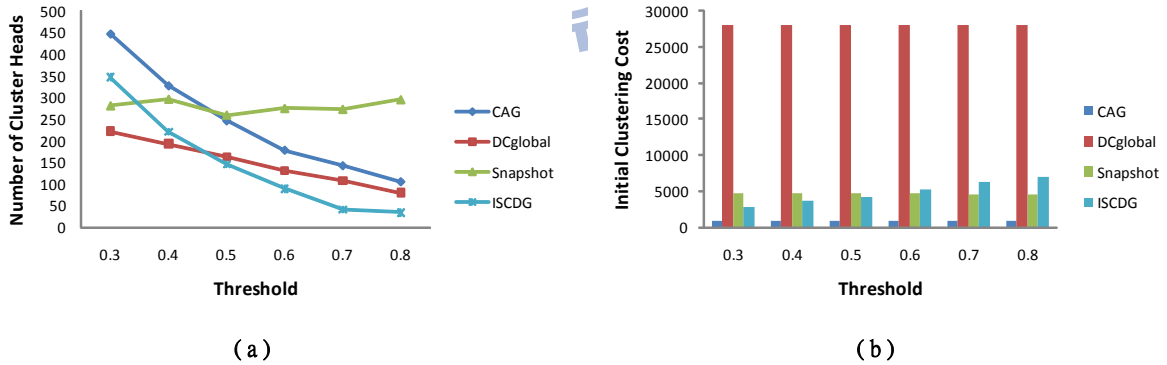 500
450
400
350
300
250
200
150
100
50
0
Number of Cluster Heads
0.3 0.4 0.5 0.6 0.7 0.8
Threshold
CAG
DCglobal
Snapshot
ISCDG
(a)
30000
25000
20000
15000
10000
5000
0
Initial Clustering Cost
0.3 0.4 0.5 0.6 0.7 0.8
Threshold
CAG
DCglobal
Snapshot
ISCDG
(b)